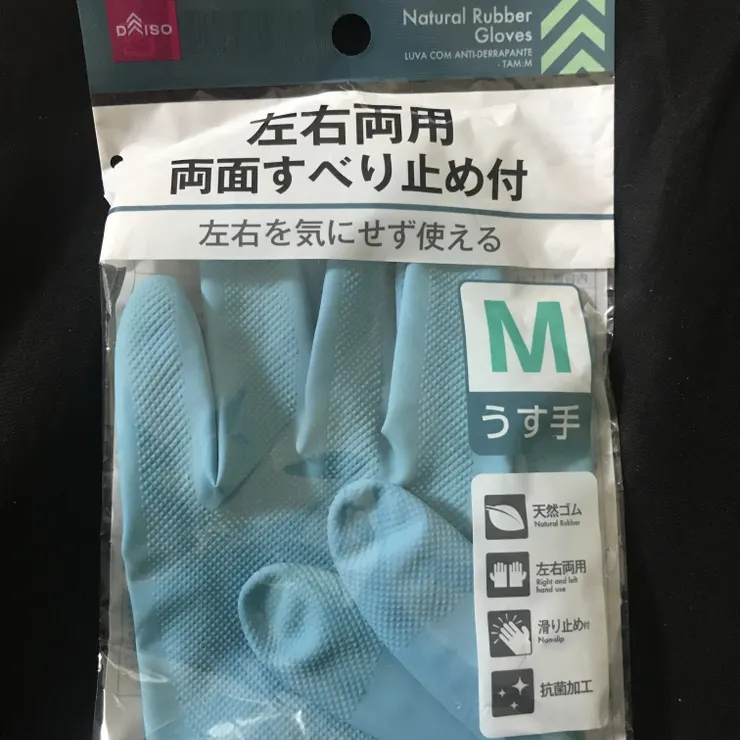 DAISO
Natural Rubber
Gloves
LUVA COM ANTI-DERRAPANTE
- TAM:M
左右両用
両面すべり止め付
左右を気にせず使える
M
うす手
天然ゴム
Natural Rubber
左右両用
Right and left
hand use
滑り止め付
Non-slip
抗菌加工